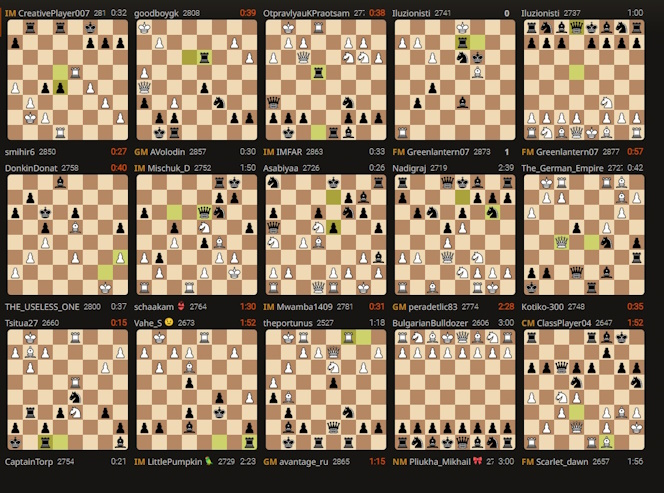 IM CreativePlayer007 281 0:32
goodboygk 2808 0:39
OtpravlyauKPraotsam 27 0:38
Iluzionisti 2741 0
Iluzionisti 2737 1:00
smihir6 2850 0:27
GM AVolodin 2857 0:30
IM IMFAR 2863 0:33
FM Greenlantern07 2873 1
FM Greenlantern07 2877 0:57
DonkinDonat 2758 0:40
IM Mischuk_D 2752 1:50
Asabiyaa 2726 0:26
Nadigraj 2719 2:39
The_German_Empire 272 0:42
THE_USELESS_ONE 2800 0:37
schaakam 2764 1:30
IM Mwamba1409 2781 0:31
GM peradetlic83 2774 2:28
Kotiko-300 2748 0:35
Tsitua27 2660 0:15
Vahe_S 2673 1:52
theportunus 2527 1:18
BulgarianBulldozer 2606 3:00
CM ClassPlayer04 2647 1:52
CaptainTorp 2754 0:21
IM LittlePumpkin 2729 2:23
GM avantage_ru 2865 1:15
NM Pliukha_Mikhail 27 3:00
FM Scarlet_dawn 2657 1:56